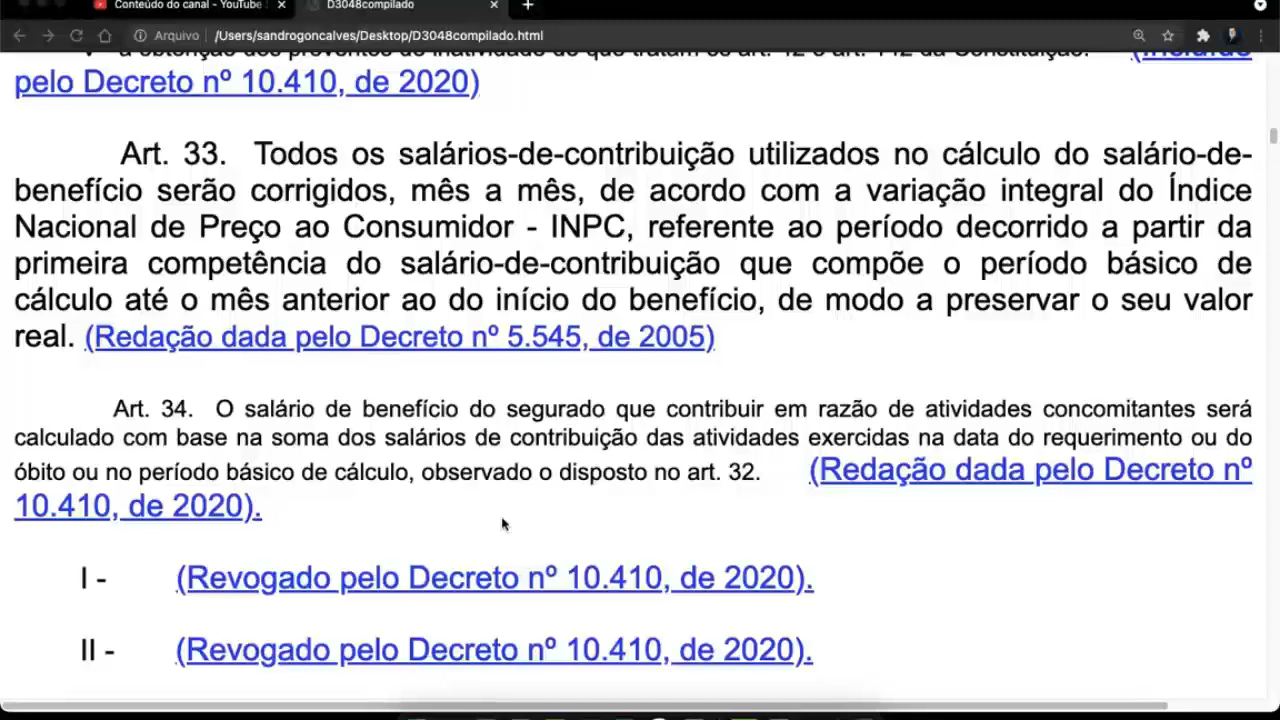 Conteúdo do canal - YouTube
D3048compilado
Arquivo /Users/sandrogoncalves/Desktop/D3048compilado.html
pelo Decreto nº 10.410, de 2020)
Art. 33. Todos os salários-de-contribuição utilizados no cálculo do salário-de-
benefício serão corrigidos, mês a mês, de acordo com a variação integral do Índice
Nacional de Preço ao Consumidor - INPC, referente ao período decorrido a partir da
primeira competência do salário-de-contribuição que compõe o período básico de
cálculo até o mês anterior ao do início do benefício, de modo a preservar o seu valor
real. (Redação dada pelo Decreto nº 5.545, de 2005)
Art. 34. O salário de benefício do segurado que contribuir em razão de atividades concomitantes será
calculado com base na soma dos salários de contribuição das atividades exercidas na data do requerimento ou do
óbito ou no período básico de cálculo, observado o disposto no art. 32. (Redação dada pelo Decreto nº
10.410, de 2020).
I - (Revogado pelo Decreto nº 10.410, de 2020).
II - (Revogado pelo Decreto nº 10.410, de 2020).